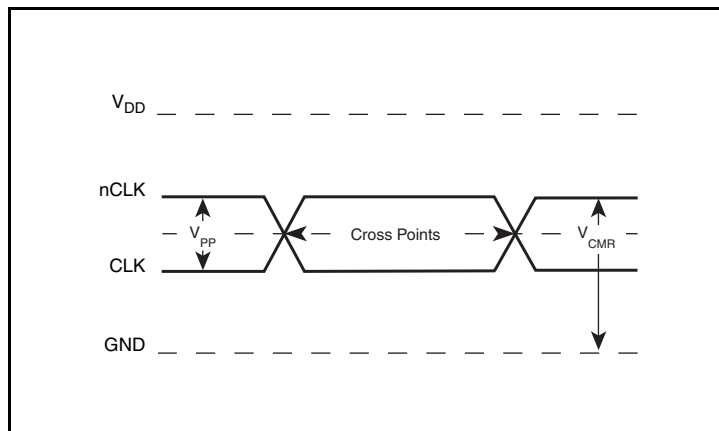 VDD
nCLK
VPP
Cross Points
VCMR
CLK
GND